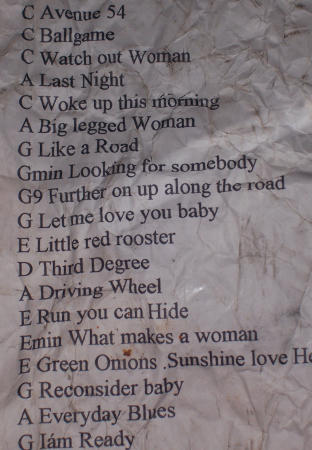 C Avenue 54
C Ballgame
C Watch out Woman
A Last Night
C Woke up this morning
A Big legged Woman
G Like a Road
Gmin Looking for somebody
G9 Further on up along the road
G Let me love you baby
E Little red rooster
D Third Degree
A Driving Wheel
E Run you can Hide
Emin What makes a woman
E Green Onions .Sunshine love He
G Reconsider baby
A Everyday Blues
G Iám Ready